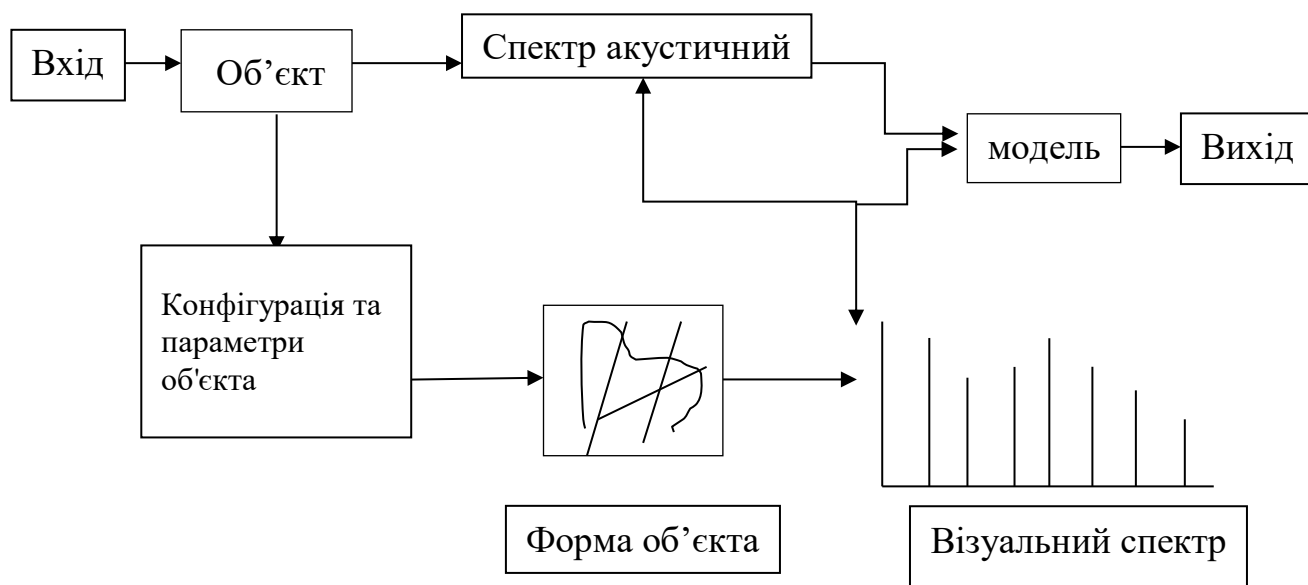 Вхід
Об’єкт
Спектр акустичний
модель
Вихід
Конфігурація та
параметри
об'єкта
Форма об’єкта
Візуальний спектр